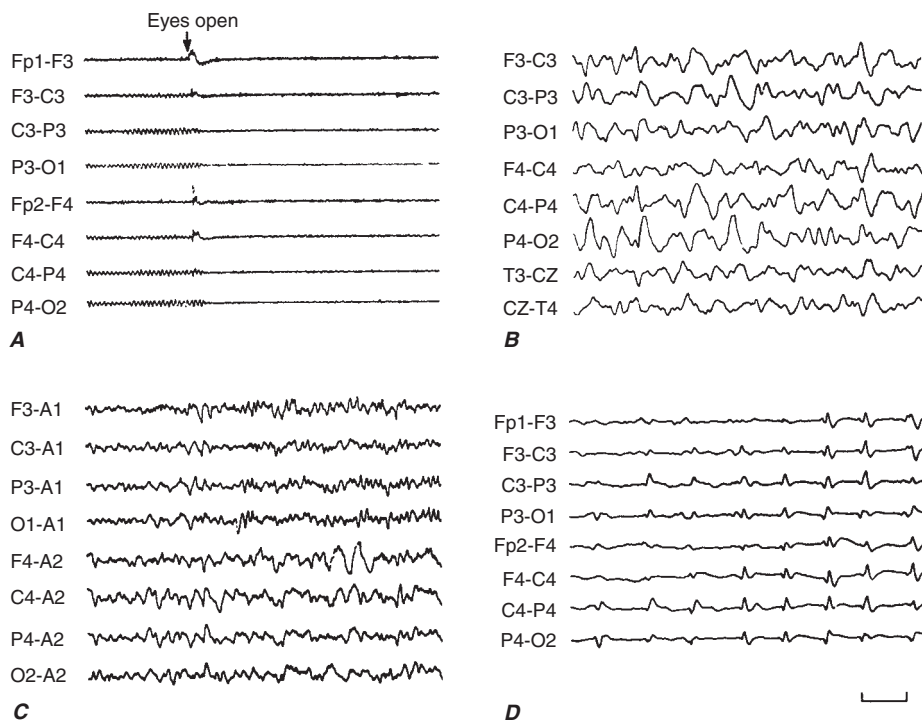 Eyes open
Fp1-F3
F3-C3
C3-P3
P3-O1
Fp2-F4
F4-C4
C4-P4
P4-O2
A
F3-C3
C3-P3
P3-O1
F4-C4
C4-P4
P4-O2
T3-CZ
CZ-T4
B
F3-A1
C3-A1
P3-A1
O1-A1
F4-A2
C4-A2
P4-A2
O2-A2
C
Fp1-F3
F3-C3
C3-P3
P3-O1
Fp2-F4
F4-C4
C4-P4
P4-O2
D